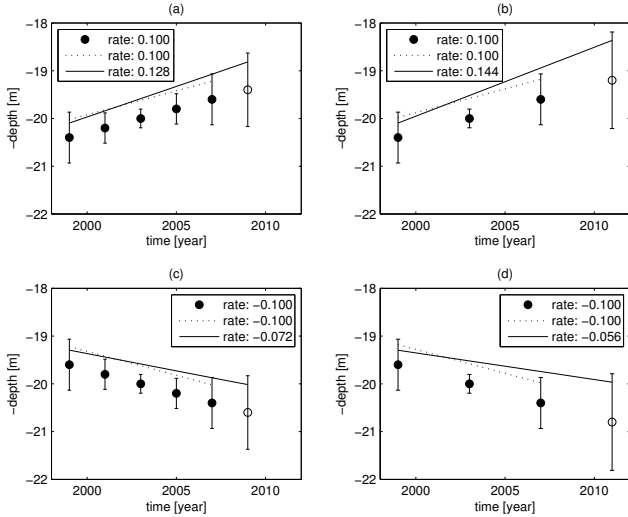 (a)
(b)
−18
−19
−20
−21
−22
−depth [m]
rate: 0.100
rate: 0.100
rate: 0.128
2000
2005
2010
time [year]
−18
−19
−20
−21
−22
−depth [m]
rate: 0.100
rate: 0.100
rate: 0.144
2000
2005
2010
time [year]
(c)
(d)
−18
−19
−20
−21
−22
−depth [m]
rate: −0.100
rate: −0.100
rate: −0.072
2000
2005
2010
time [year]
−18
−19
−20
−21
−22
−depth [m]
rate: −0.100
rate: −0.100
rate: −0.056
2000
2005
2010
time [year]